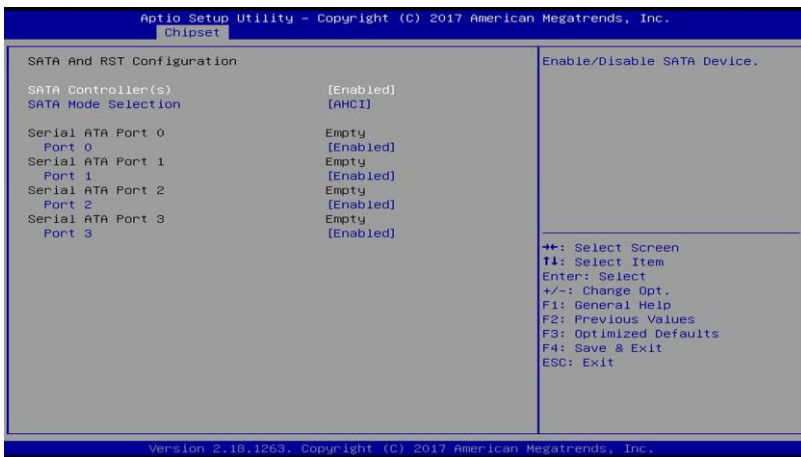 Aptio Setup Utility – Copyright (C) 2017 American Megatrends, Inc.
Chipset
SATA And RST Configuration
SATA Controller(s) [Enabled]
SATA Mode Selection [AHCI]
Serial ATA Port 0 Empty
Port 0 [Enabled]
Serial ATA Port 1 Empty
Port 1 [Enabled]
Serial ATA Port 2 Empty
Port 2 [Enabled]
Serial ATA Port 3 Empty
Port 3 [Enabled]
Enable/Disable SATA Device.
→←: Select Screen
↑↓: Select Item
Enter: Select
+/-: Change Opt.
F1: General Help
F2: Previous Values
F3: Optimized Defaults
F4: Save & Exit
ESC: Exit
Version 2.18.1263. Copyright (C) 2017 American Megatrends, Inc.